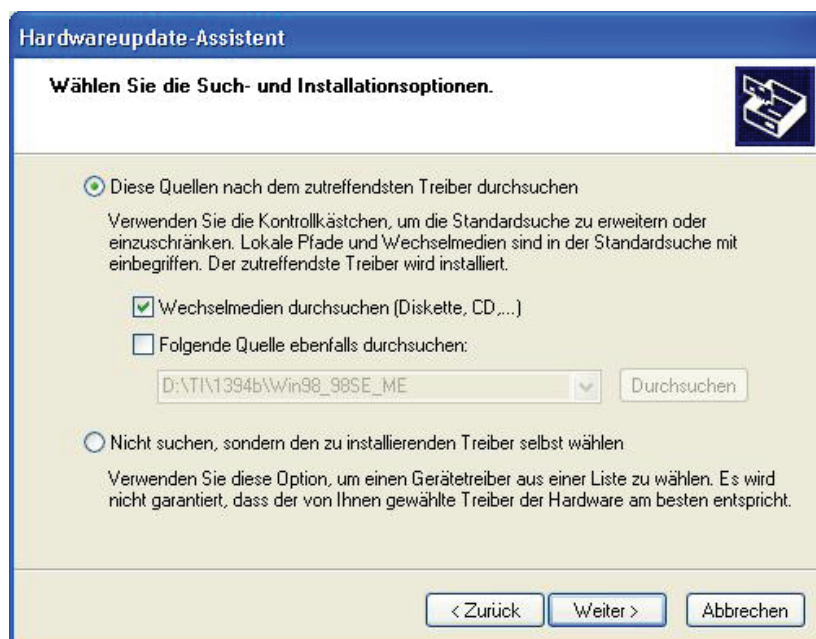 Hardwareupdate-Assistent
Wählen Sie die Such- und Installationsoptionen.
Diese Quellen nach dem zutreffendsten Treiber durchsuchen
Verwenden Sie die Kontrollkästchen, um die Standardsuche zu erweitern oder
einzuschränken. Lokale Pfade und Wechselmedien sind in der Standardsuche mit
einbegriffen. Der zutreffendste Treiber wird installiert.
Wechselmedien durchsuchen (Diskette, CD,...)
Folgende Quelle ebenfalls durchsuchen:
D:\TI\1394b\Win98_98SE_ME Durchsuchen
Nicht suchen, sondern den zu installierenden Treiber selbst wählen
Verwenden Sie diese Option, um einen Gerätetreiber aus einer Liste zu wählen. Es wird
nicht garantiert, dass der von Ihnen gewählte Treiber der Hardware am besten entspricht.
< Zurück Weiter > Abbrechen